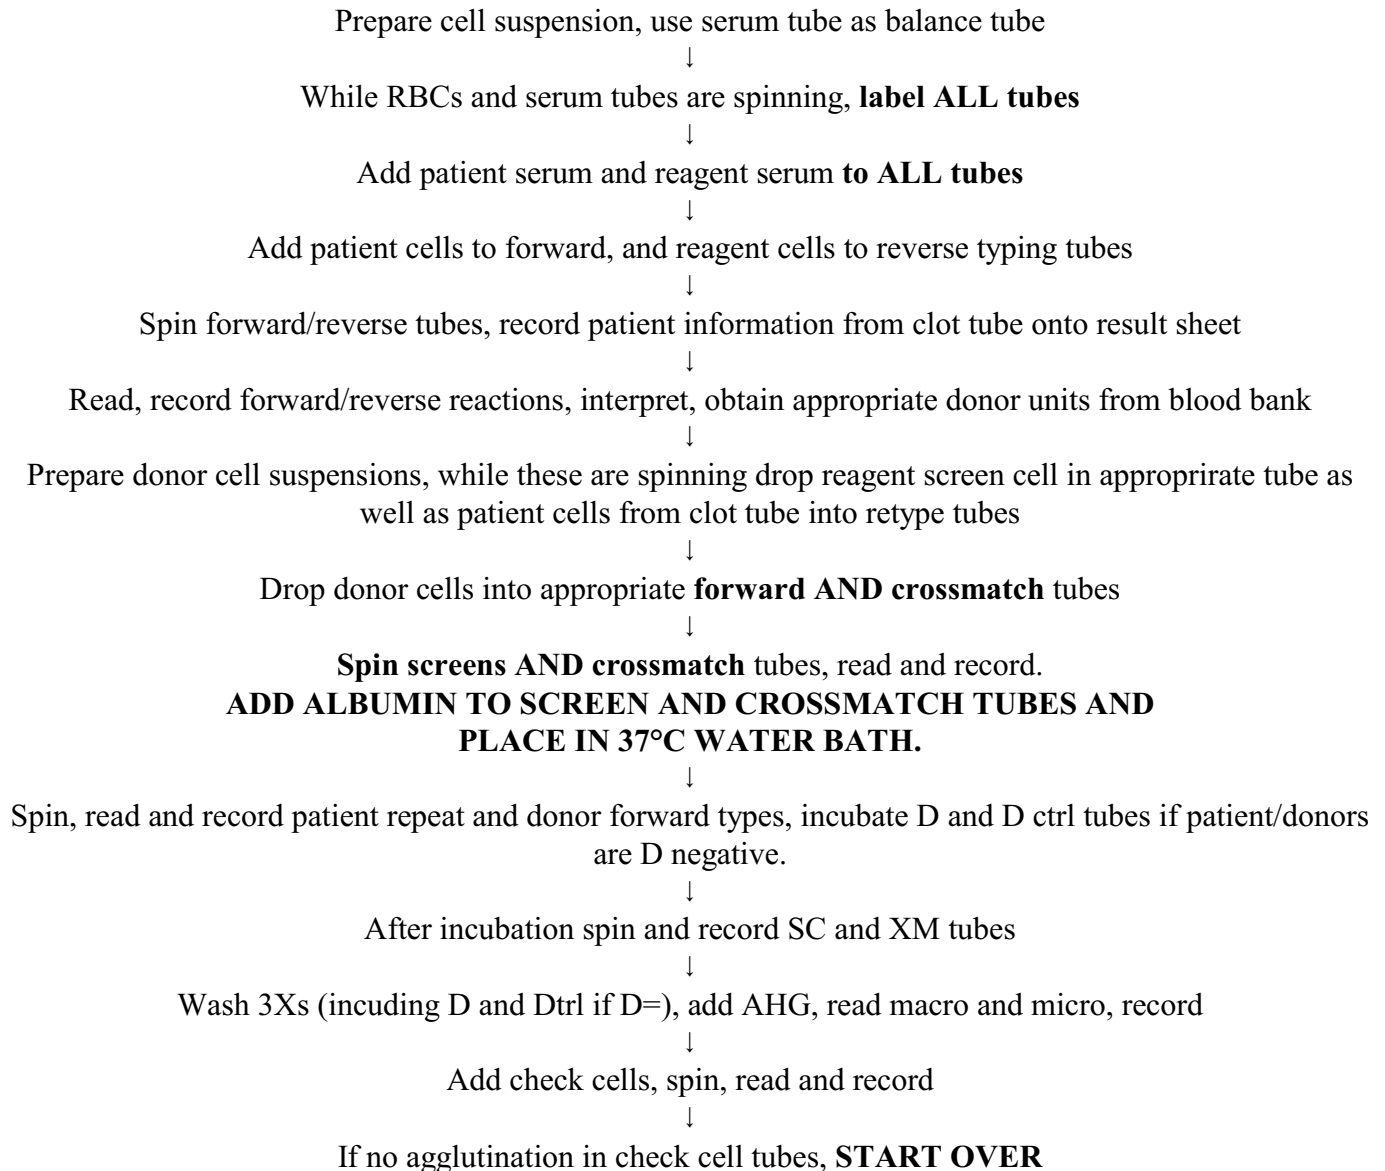 Prepare cell suspension, use serum tube as balance tube
↓
While RBCs and serum tubes are spinning, label ALL tubes
↓
Add patient serum and reagent serum to ALL tubes
↓
Add patient cells to forward, and reagent cells to reverse typing tubes
↓
Spin forward/reverse tubes, record patient information from clot tube onto result sheet
↓
Read, record forward/reverse reactions, interpret, obtain appropriate donor units from blood bank
↓
Prepare donor cell suspensions, while these are spinning drop reagent screen cell in approprirate tube as
well as patient cells from clot tube into retype tubes
↓
Drop donor cells into appropriate forward AND crossmatch tubes
↓
Spin screens AND crossmatch tubes, read and record.
ADD ALBUMIN TO SCREEN AND CROSSMATCH TUBES AND
PLACE IN 37°C WATER BATH.
↓
Spin, read and record patient repeat and donor forward types, incubate D and D ctrl tubes if patient/donors
are D negative.
↓
After incubation spin and record SC and XM tubes
↓
Wash 3Xs (incuding D and Dtrl if D=), add AHG, read macro and micro, record
↓
Add check cells, spin, read and record
↓
If no agglutination in check cell tubes, START OVER